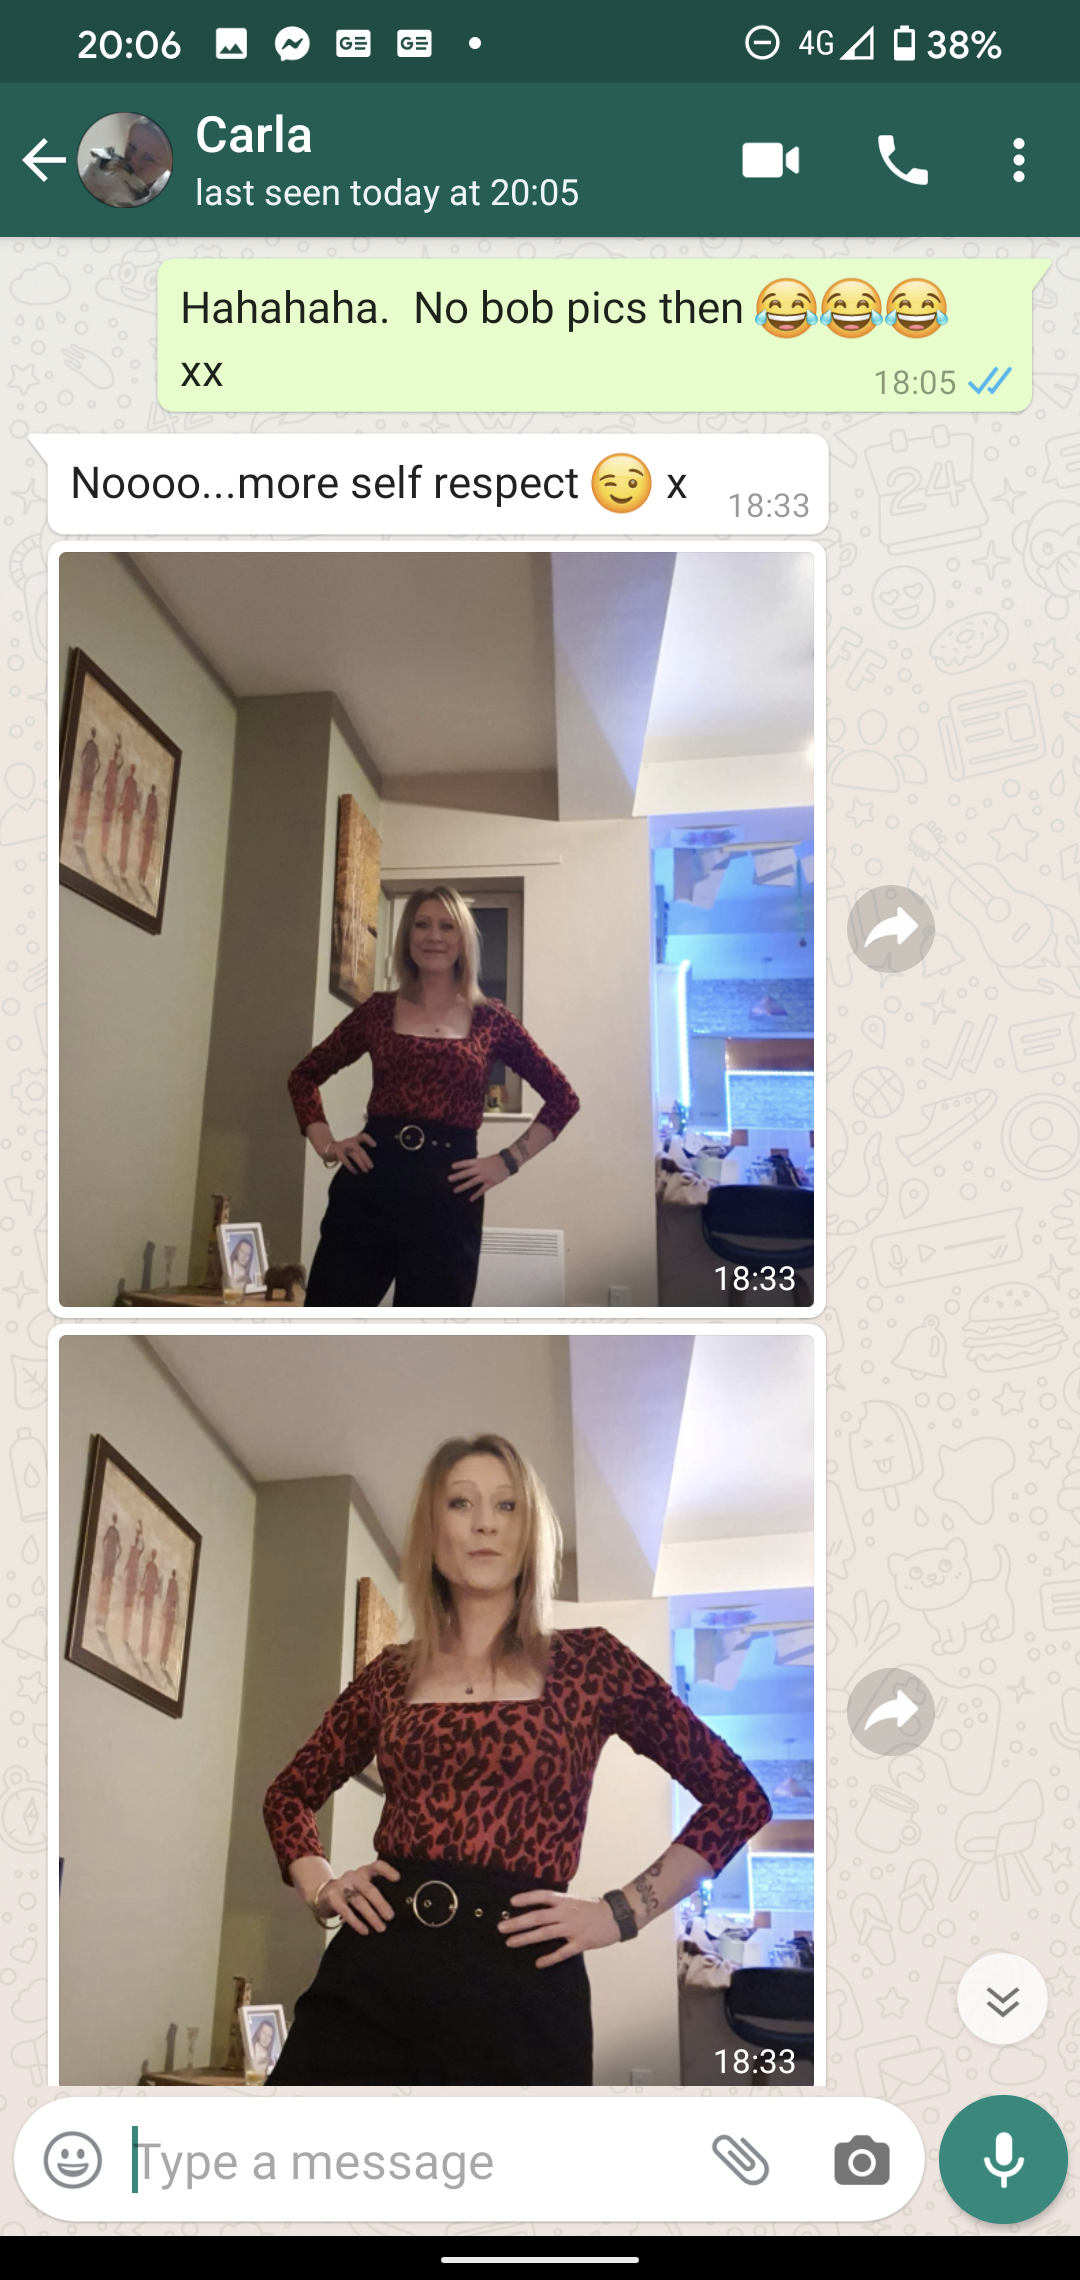 20:06
4G
38%
Carla
last seen today at 20:05
Hahahaha.  No bob pics then 😂😂😂
xx
18:05
Noooo...more self respect 😉 x
18:33
18:33
18:33
Type a message